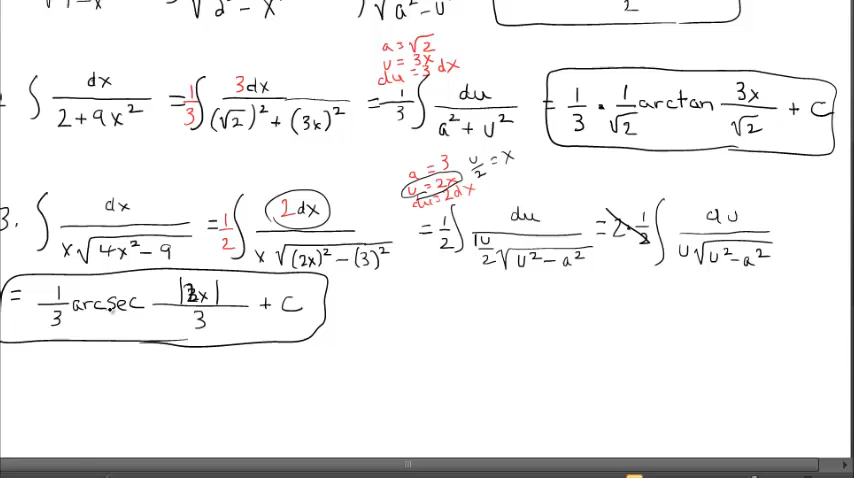 a = √2
u = 3x
du = 3 dx
∫ dx / (2 + 9x²) = 1/3 ∫ 3dx / ((√2)² + (3x)²) = 1/3 ∫ du / (a² + u²) = 1/3 · 1/√2 arctan 3x/√2 + C
a = 3
u = 2x
u/2 = x
du = 2dx
3. ∫ dx / (x√(4x² − 9)) = 1/2 ∫ 2dx / (x√((2x)² − (3)²)) = 1/2 ∫ du / (1u/2 √(u² − a²)) = 2 · 1/2 ∫ du / (u√(u² − a²))
= 1/3 arcsec |2x|/3 + C